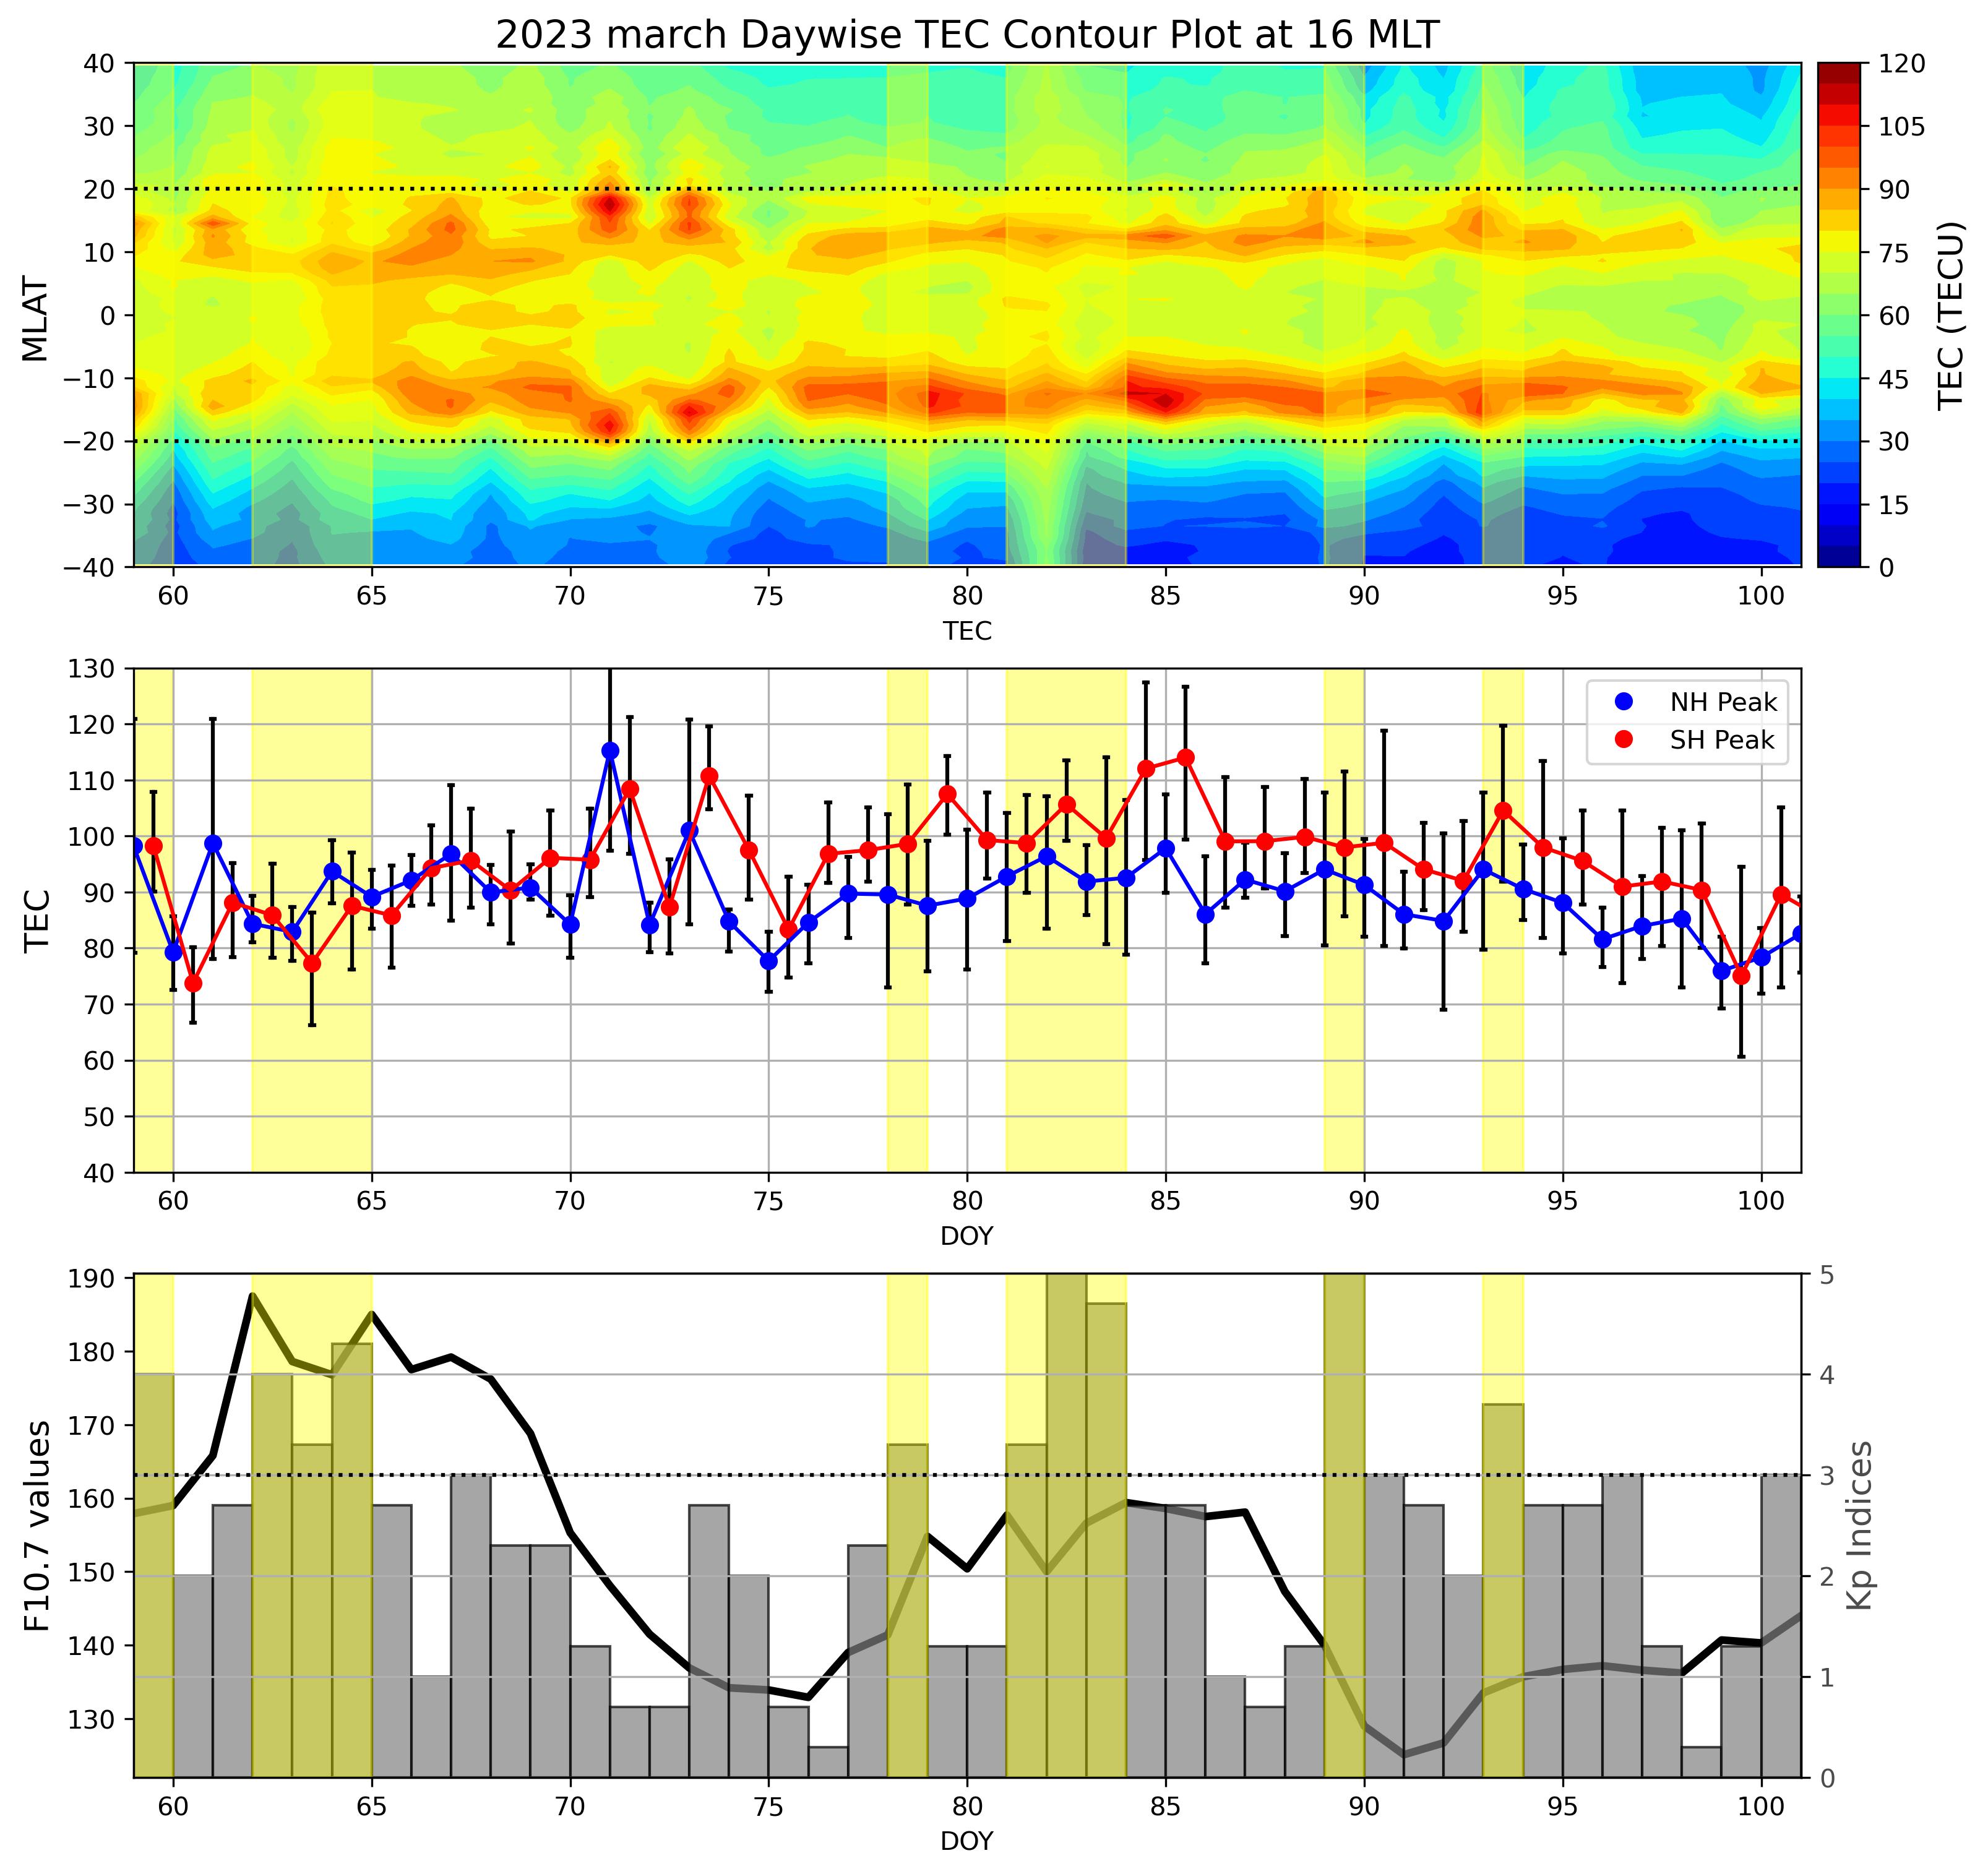 2023 march Daywise TEC Contour Plot at 16 MLT
40
30
20
10
0
−10
−20
−30
−40
MLAT
60 65 70 75 80 85 90 95 100
TEC
120
105
90
75
60
45
30
15
0
TEC (TECU)
130
120
110
100
90
80
70
60
50
40
TEC
NH Peak
SH Peak
60 65 70 75 80 85 90 95 100
DOY
190
180
170
160
150
140
130
F10.7 values
5
4
3
2
1
0
Kp Indices
60 65 70 75 80 85 90 95 100
DOY